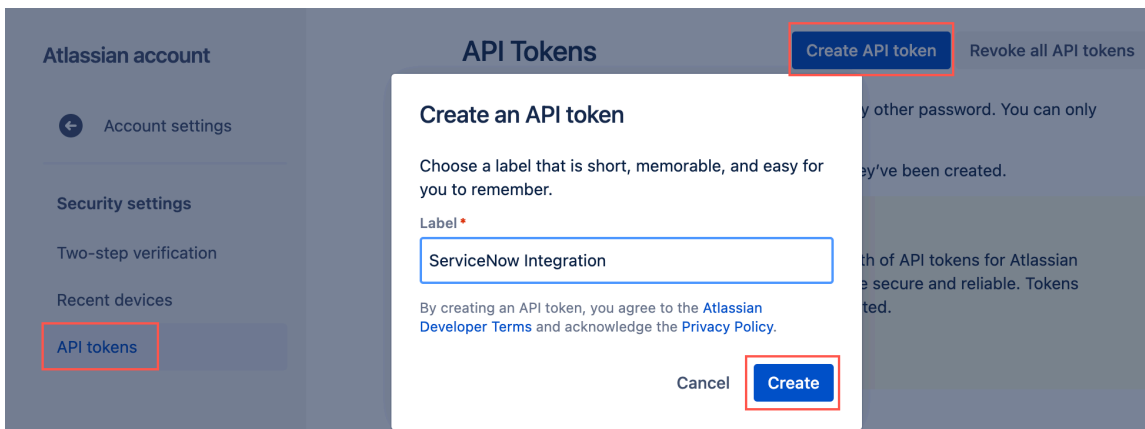 Atlassian account
Account settings
Security settings
Two-step verification
Recent devices
API tokens
API Tokens
Create API token
Revoke all API tokens
y other password. You can only
ey've been created.
th of API tokens for Atlassian
e secure and reliable. Tokens
ted.
Create an API token
Choose a label that is short, memorable, and easy for
you to remember.
Label*
ServiceNow Integration
By creating an API token, you agree to the Atlassian
Developer Terms and acknowledge the Privacy Policy.
Cancel
Create